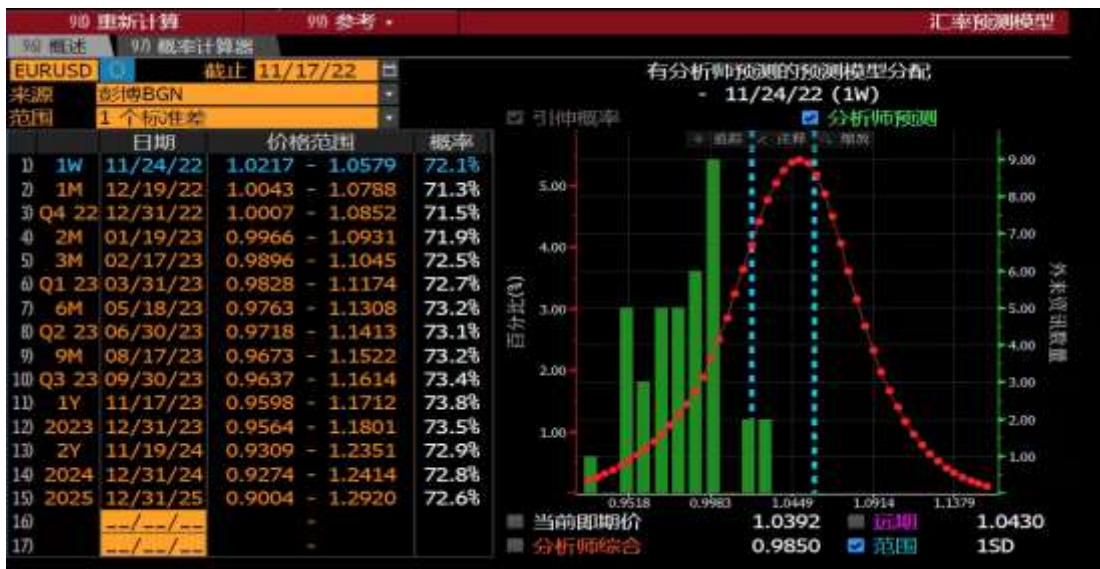 98) 重新计算 99) 参考 汇率预测模型
96) 概述 97) 概率计算器
EURUSD 截止 11/17/22
来源 彭博BGN
范围 1 个标准差
有分析师预测的预测模型分配
- 11/24/22 (1W)
引伸概率 分析师预测
追踪 注释 缩放
日期 价格范围 概率
1) 1W 11/24/22 1.0217 - 1.0579 72.1%
2) 1M 12/19/22 1.0043 - 1.0788 71.3%
3) Q4 22 12/31/22 1.0007 - 1.0852 71.5%
4) 2M 01/19/23 0.9966 - 1.0931 71.9%
5) 3M 02/17/23 0.9896 - 1.1045 72.5%
6) Q1 23 03/31/23 0.9828 - 1.1174 72.7%
7) 6M 05/18/23 0.9763 - 1.1308 73.2%
8) Q2 23 06/30/23 0.9718 - 1.1413 73.1%
9) 9M 08/17/23 0.9673 - 1.1522 73.2%
10) Q3 23 09/30/23 0.9637 - 1.1614 73.4%
11) 1Y 11/17/23 0.9598 - 1.1712 73.8%
12) 2023 12/31/23 0.9564 - 1.1801 73.5%
13) 2Y 11/19/24 0.9309 - 1.2351 72.9%
14) 2024 12/31/24 0.9274 - 1.2414 72.8%
15) 2025 12/31/25 0.9004 - 1.2920 72.6%
16) __/__/__ -
17) __/__/__ -
百分比(%)
5.00
4.00
3.00
2.00
1.00
9.00
8.00
7.00
6.00
5.00
4.00
3.00
2.00
1.00
外来资讯数量
0.9518 0.9983 1.0449 1.0914 1.1379
当前即期价 1.0392 远期 1.0430
分析师综合 0.9850 范围 1SD